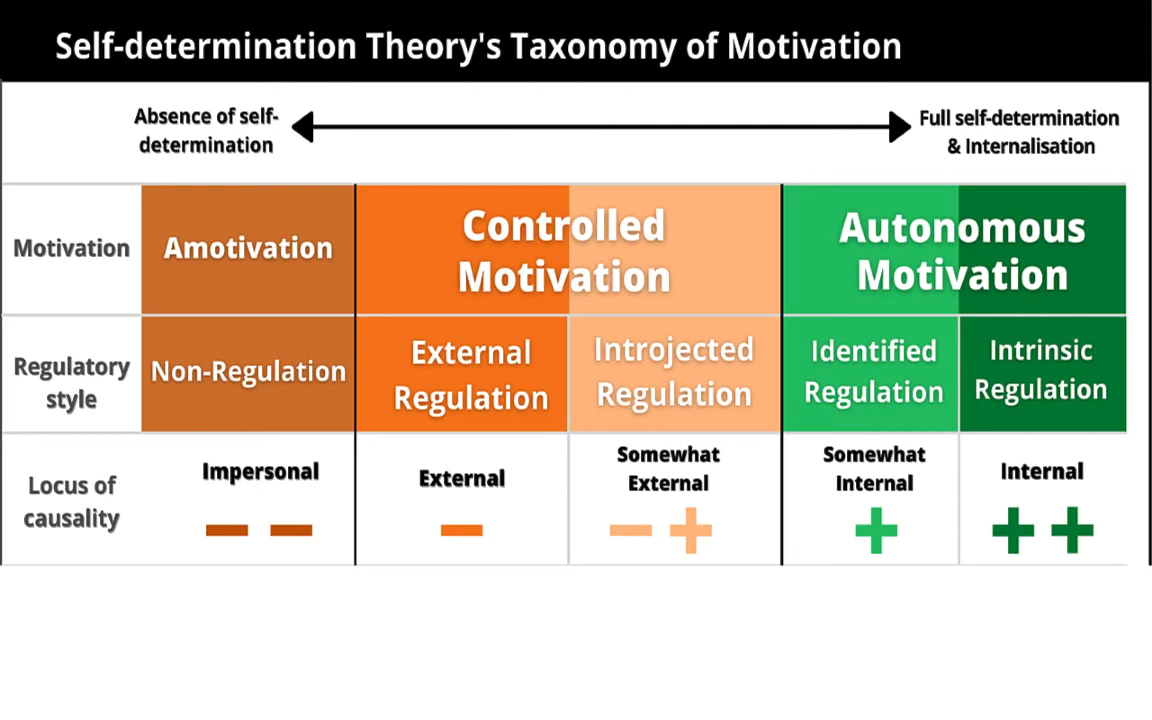 Self-determination Theory's Taxonomy of Motivation
Absence of self-
determination
Full self-determination
& Internalisation
Motivation
Amotivation
Controlled
Motivation
Autonomous
Motivation
Regulatory
style
Non-Regulation
External
Regulation
Introjected
Regulation
Identified
Regulation
Intrinsic
Regulation
Locus of
causality
Impersonal
External
Somewhat
External
Somewhat
Internal
Internal